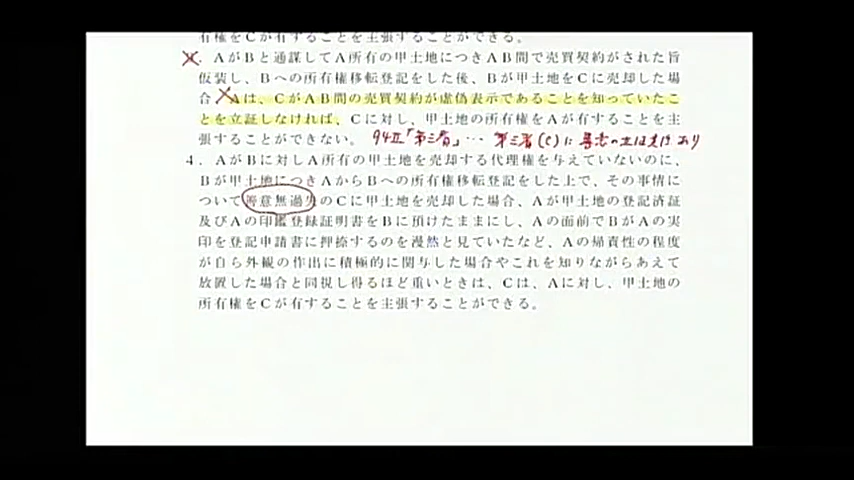 有権をCが有することを主張することができる。
3. AがBと通謀してA所有の甲土地につきAB間で売買契約がされた旨
仮装し、Bへの所有権移転登記をした後、Bが甲土地をCに売却した場
合、Aは、CがAB間の売買契約が虚偽表示であることを知っていたこ
とを立証しなければ、Cに対し、甲土地の所有権をAが有することを主
張することができない。 94Ⅱ「第三者」… 第三者(C)に善意の立証責任あり
4. AがBに対しA所有の甲土地を売却する代理権を与えていないのに、
Bが甲土地につきAからBへの所有権移転登記をした上で、その事情に
ついて善意無過失のCに甲土地を売却した場合、Aが甲土地の登記済証
及びAの印鑑登録証明書をBに預けたままにし、Aの面前でBがAの実
印を登記申請書に押捺するのを漫然と見ていたなど、Aの帰責性の程度
が自ら外観の作出に積極的に関与した場合やこれを知りながらあえて
放置した場合と同視し得るほど重いときは、Cは、Aに対し、甲土地の
所有権をCが有することを主張することができる。